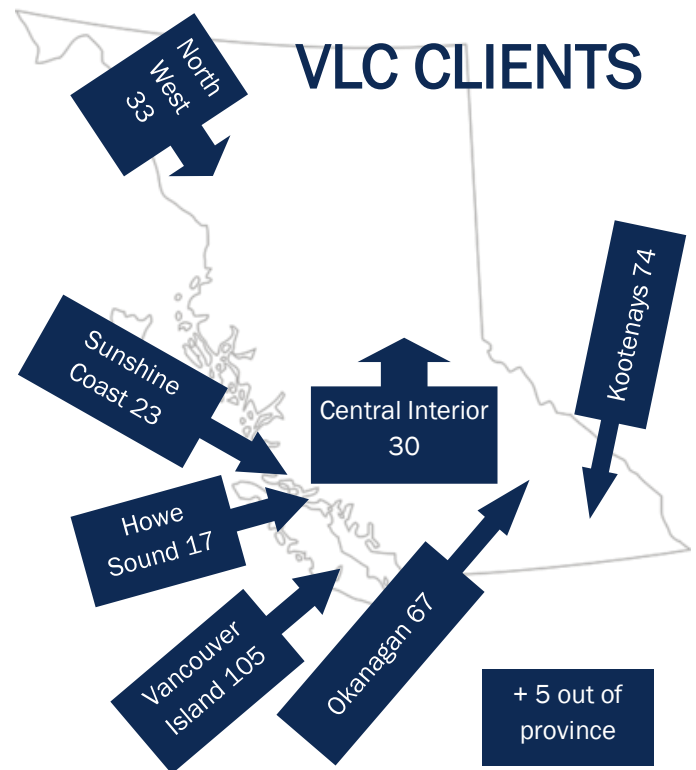 VLC CLIENTS
North
West
33
Kootenays 74
Sunshine
Coast 23
Central Interior
30
Howe
Sound 17
Vancouver
Island 105
Okanagan 67
+ 5 out of
province